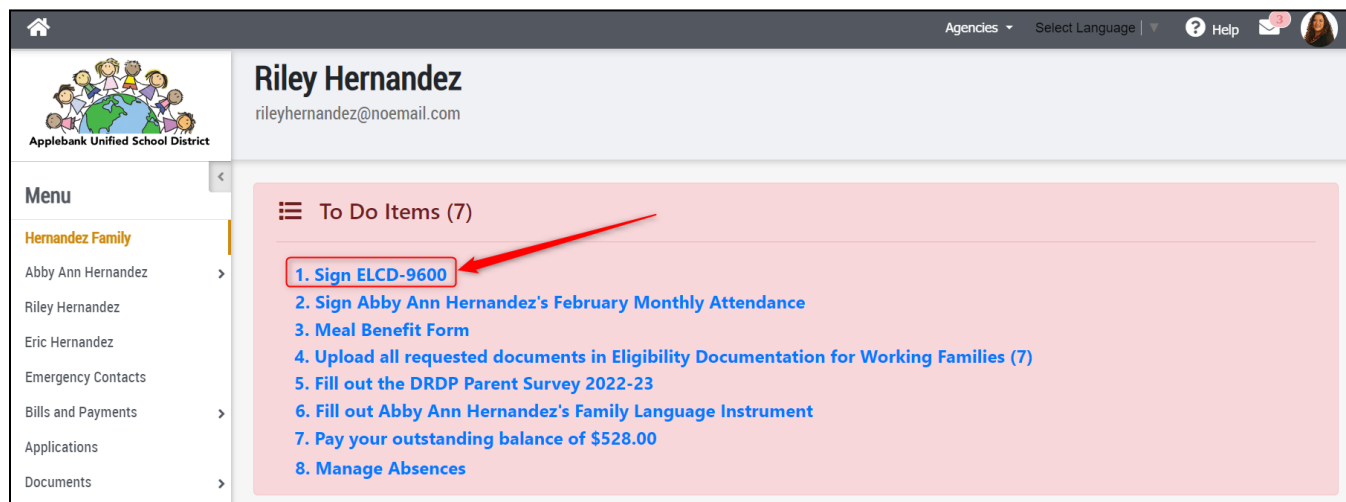 Agencies Select Language Help 3
Applebank Unified School District
Riley Hernandez
rileyhernandez@noemail.com
Menu
Hernandez Family
Abby Ann Hernandez
Riley Hernandez
Eric Hernandez
Emergency Contacts
Bills and Payments
Applications
Documents
To Do Items (7)
1. Sign ELCD-9600
2. Sign Abby Ann Hernandez's February Monthly Attendance
3. Meal Benefit Form
4. Upload all requested documents in Eligibility Documentation for Working Families (7)
5. Fill out the DRDP Parent Survey 2022-23
6. Fill out Abby Ann Hernandez's Family Language Instrument
7. Pay your outstanding balance of $528.00
8. Manage Absences